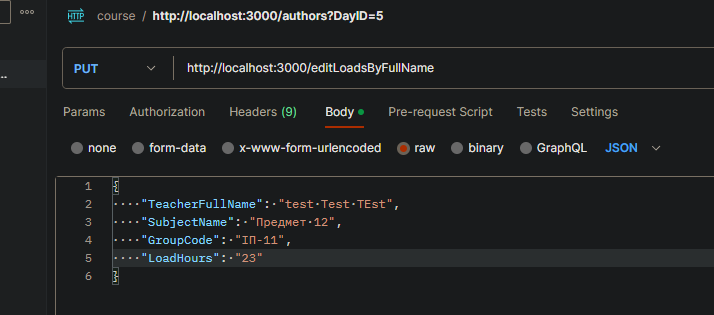 ooo
HTTP course / http://localhost:3000/authors?DayID=5
...
PUT http://localhost:3000/editLoadsByFullName
Params Authorization Headers (9) Body Pre-request Script Tests Settings
none form-data x-www-form-urlencoded raw binary GraphQL JSON
1 {
2 ····"TeacherFullName":·"test·Test·TEst",
3 ····"SubjectName":·"Предмет·12",
4 ····"GroupCode":·"ІП-11",
5 ····"LoadHours":·"23"
6 }